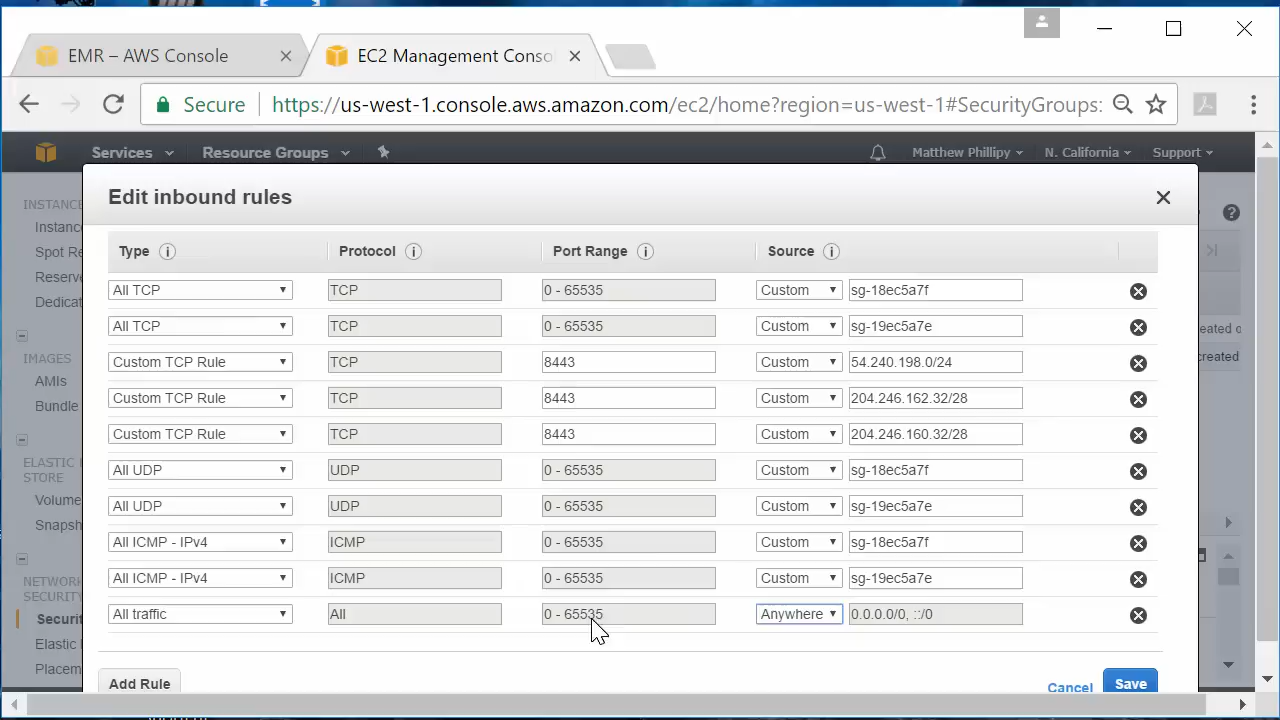 EMR – AWS Console
EC2 Management Conso
Secure https://us-west-1.console.aws.amazon.com/ec2/home?region=us-west-1#SecurityGroups:
Services Resource Groups Matthew Phillipy N. California Support
Edit inbound rules
INSTANC
Instanc
Spot Re
Reserve
Dedicat
IMAGES
AMIs
Bundle
ELASTIC
STORE
Volume
Snapsh
NETWOR
SECURITY
Securit
Elastic
Placem
Type Protocol Port Range Source
All TCP TCP 0 - 65535 Custom sg-18ec5a7f
All TCP TCP 0 - 65535 Custom sg-19ec5a7e
Custom TCP Rule TCP 8443 Custom 54.240.198.0/24
Custom TCP Rule TCP 8443 Custom 204.246.162.32/28
Custom TCP Rule TCP 8443 Custom 204.246.160.32/28
All UDP UDP 0 - 65535 Custom sg-18ec5a7f
All UDP UDP 0 - 65535 Custom sg-19ec5a7e
All ICMP - IPv4 ICMP 0 - 65535 Custom sg-18ec5a7f
All ICMP - IPv4 ICMP 0 - 65535 Custom sg-19ec5a7e
All traffic All 0 - 65535 Anywhere 0.0.0.0/0, ::/0
Add Rule Cancel Save
eated o
created